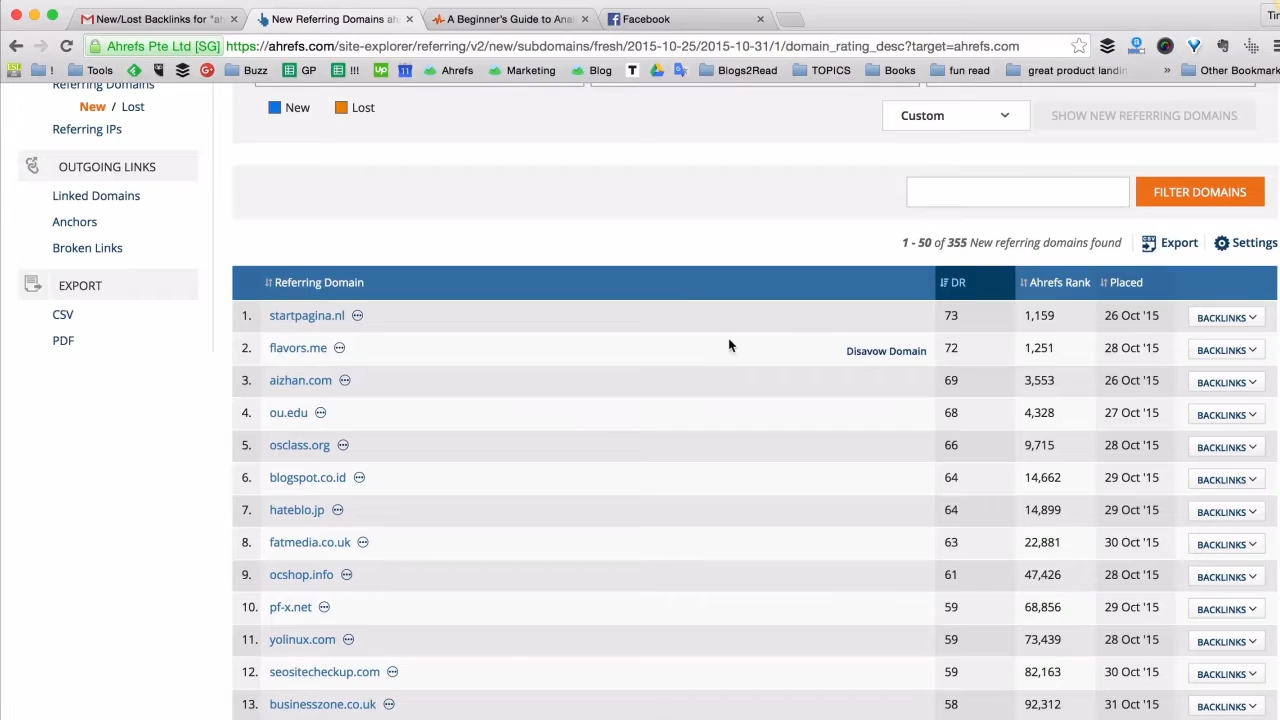 New/Lost Backlinks for "ah
New Referring Domains ah
A Beginner's Guide to Anal
Facebook
Tim
Ahrefs Pte Ltd [SG] https://ahrefs.com/site-explorer/referring/v2/new/subdomains/fresh/2015-10-25/2015-10-31/1/domain_rating_desc?target=ahrefs.com
! Tools Buzz GP !!! Up 11 Ahrefs Marketing Blog T Blogs2Read TOPICS Books fun read great product landin » Other Bookmark
Referring Domains
New / Lost
Referring IPs
OUTGOING LINKS
Linked Domains
Anchors
Broken Links
EXPORT
CSV
PDF
New Lost
Custom
SHOW NEW REFERRING DOMAINS
FILTER DOMAINS
1 - 50 of 355 New referring domains found
Export
Settings
Referring Domain DR Ahrefs Rank Placed
1. startpagina.nl 73 1,159 26 Oct '15 BACKLINKS
2. flavors.me Disavow Domain 72 1,251 28 Oct '15 BACKLINKS
3. aizhan.com 69 3,553 26 Oct '15 BACKLINKS
4. ou.edu 68 4,328 27 Oct '15 BACKLINKS
5. osclass.org 66 9,715 28 Oct '15 BACKLINKS
6. blogspot.co.id 64 14,662 29 Oct '15 BACKLINKS
7. hateblo.jp 64 14,899 29 Oct '15 BACKLINKS
8. fatmedia.co.uk 63 22,881 30 Oct '15 BACKLINKS
9. ocshop.info 61 47,426 28 Oct '15 BACKLINKS
10. pf-x.net 59 68,856 29 Oct '15 BACKLINKS
11. yolinux.com 59 73,439 28 Oct '15 BACKLINKS
12. seositecheckup.com 59 82,163 30 Oct '15 BACKLINKS
13. businesszone.co.uk 58 92,312 31 Oct '15 BACKLINKS